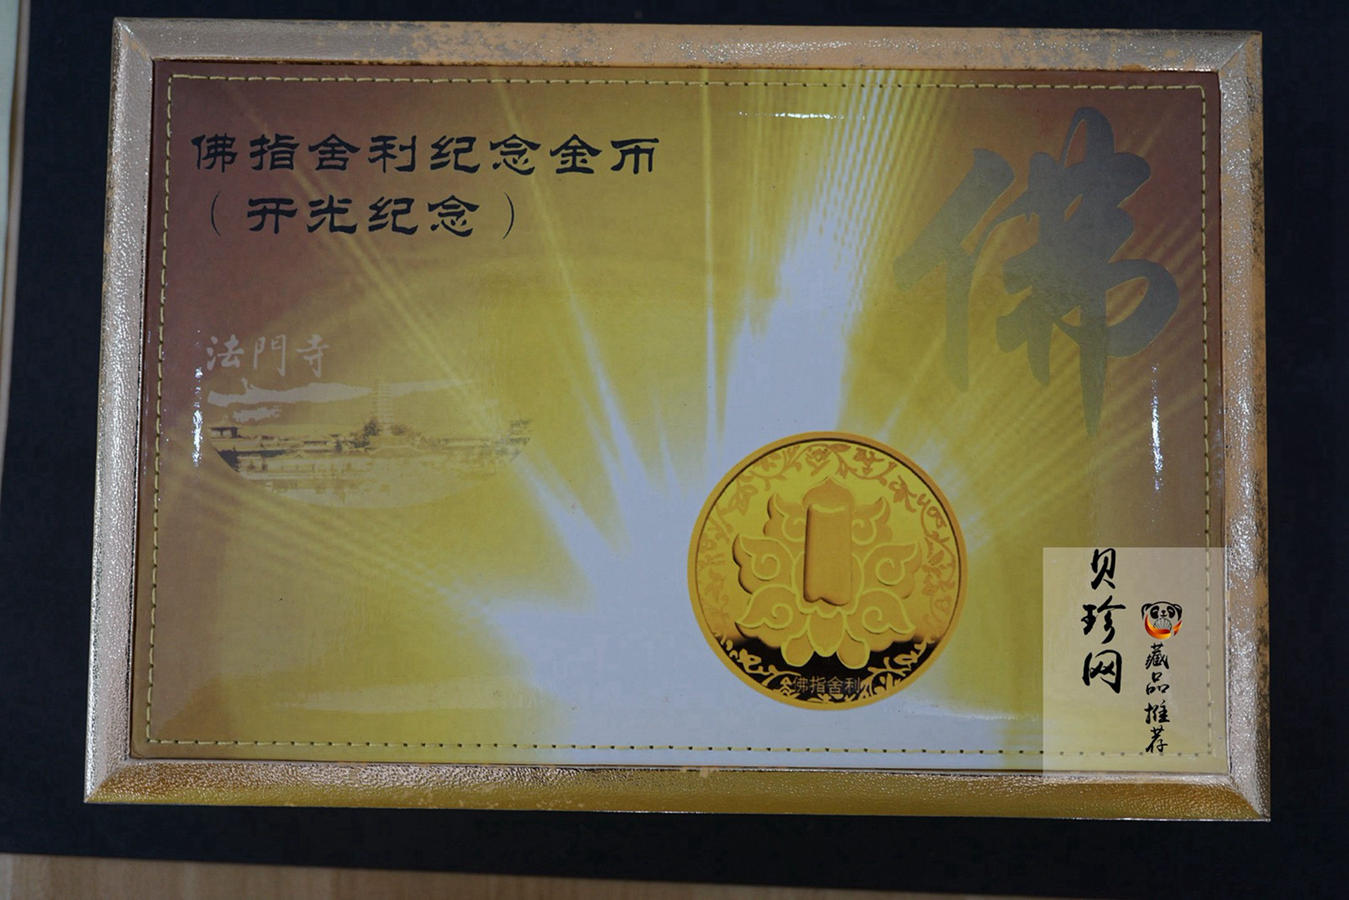 佛指舍利纪念金币
（开光纪念）
佛
法門寺
佛指舍利
贝珍网
藏品推荐